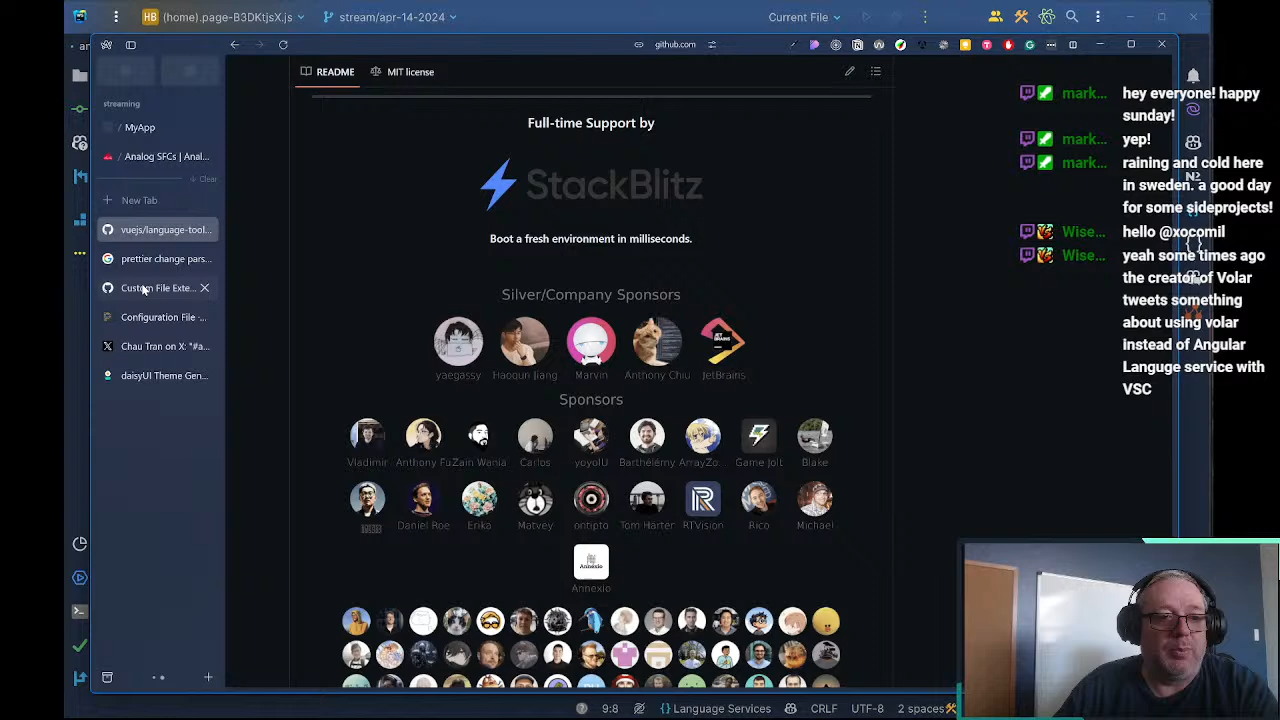 HB (home).page-B3DKtjsX.js
stream/apr-14-2024
Current File
github.com
README
MIT license
streaming
/ MyApp
/ Analog SFCs | Anal...
Clear
New Tab
vuejs/language-tool...
prettier change pars...
Custom File Exte...
Configuration File -...
Chau Tran on X: "#a...
daisyUI Theme Gen...
Full-time Support by
StackBlitz
Boot a fresh environment in milliseconds.
Silver/Company Sponsors
JET
BRAINS
yaegassy
Haoqun Jiang
Marvin
Anthony Chiu
JetBrains
Sponsors
Vladimir
Anthony Fu
Zain Wania
Carlos
yoyolU
Barthélémy
ArrayZo
Game Jolt
Blake
Daniel Roe
Erika
Matvey
ontipto
Tom Harter
RTVision
Rico
Michael
Annexio
Annexio
mark...
hey everyone! happy
sunday!
mark...
yep!
mark...
raining and cold here
in sweden. a good day
for some sideprojects!
Wise...
hello @xocomil
Wise...
yeah some times ago
the creator of Volar
tweets something
about using volar
instead of Angular
Languge service with
VSC
9:8
Language Services
CRLF
UTF-8
2 spaces